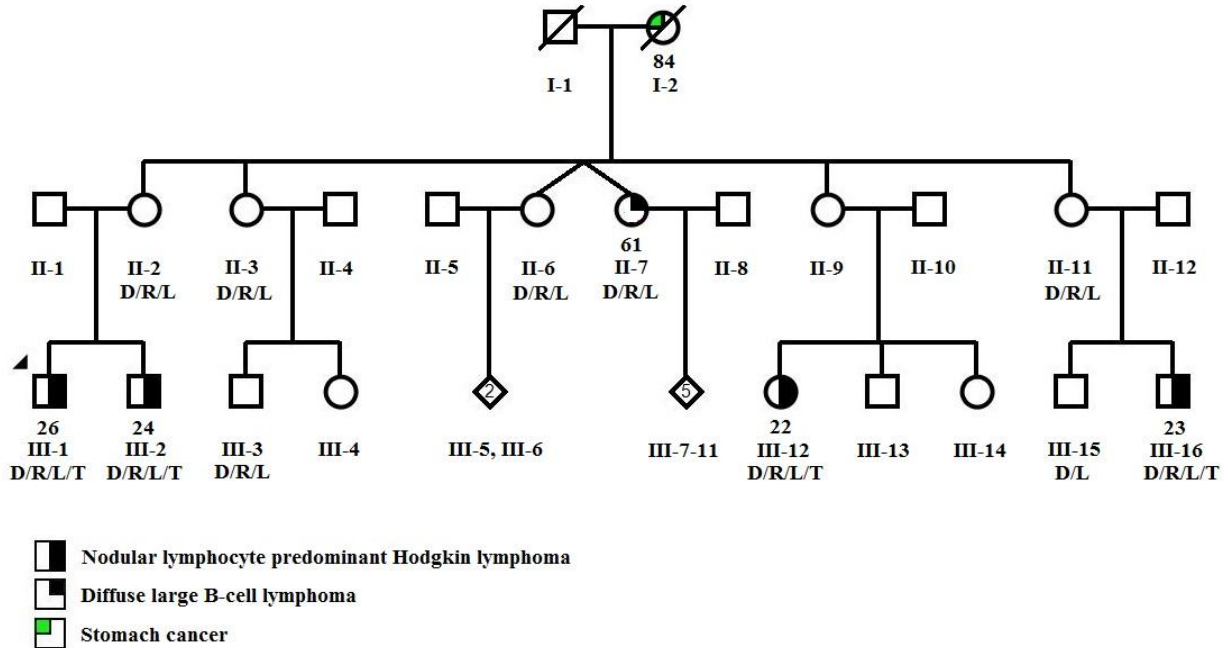 84
I-1 I-2
61
II-1 II-2 II-3 II-4 II-5 II-6 II-7 II-8 II-9 II-10 II-11 II-12
D/R/L D/R/L D/R/L D/R/L D/R/L
2 5
26 24 22 23
III-1 III-2 III-3 III-4 III-5, III-6 III-7-11 III-12 III-13 III-14 III-15 III-16
D/R/L/T D/R/L/T D/R/L D/R/L/T D/L D/R/L/T
Nodular lymphocyte predominant Hodgkin lymphoma
Diffuse large B-cell lymphoma
Stomach cancer